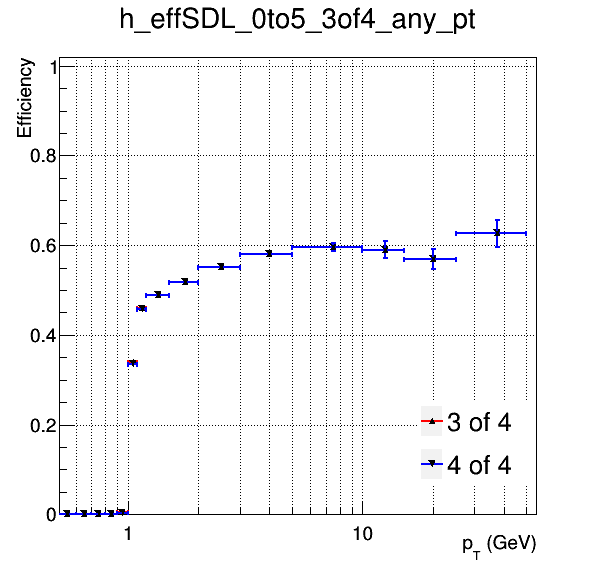 h_effSDL_0to5_3of4_any_pt
Efficiency
1
0.8
0.6
0.4
0.2
0
1
10
p_T (GeV)
3 of 4
4 of 4